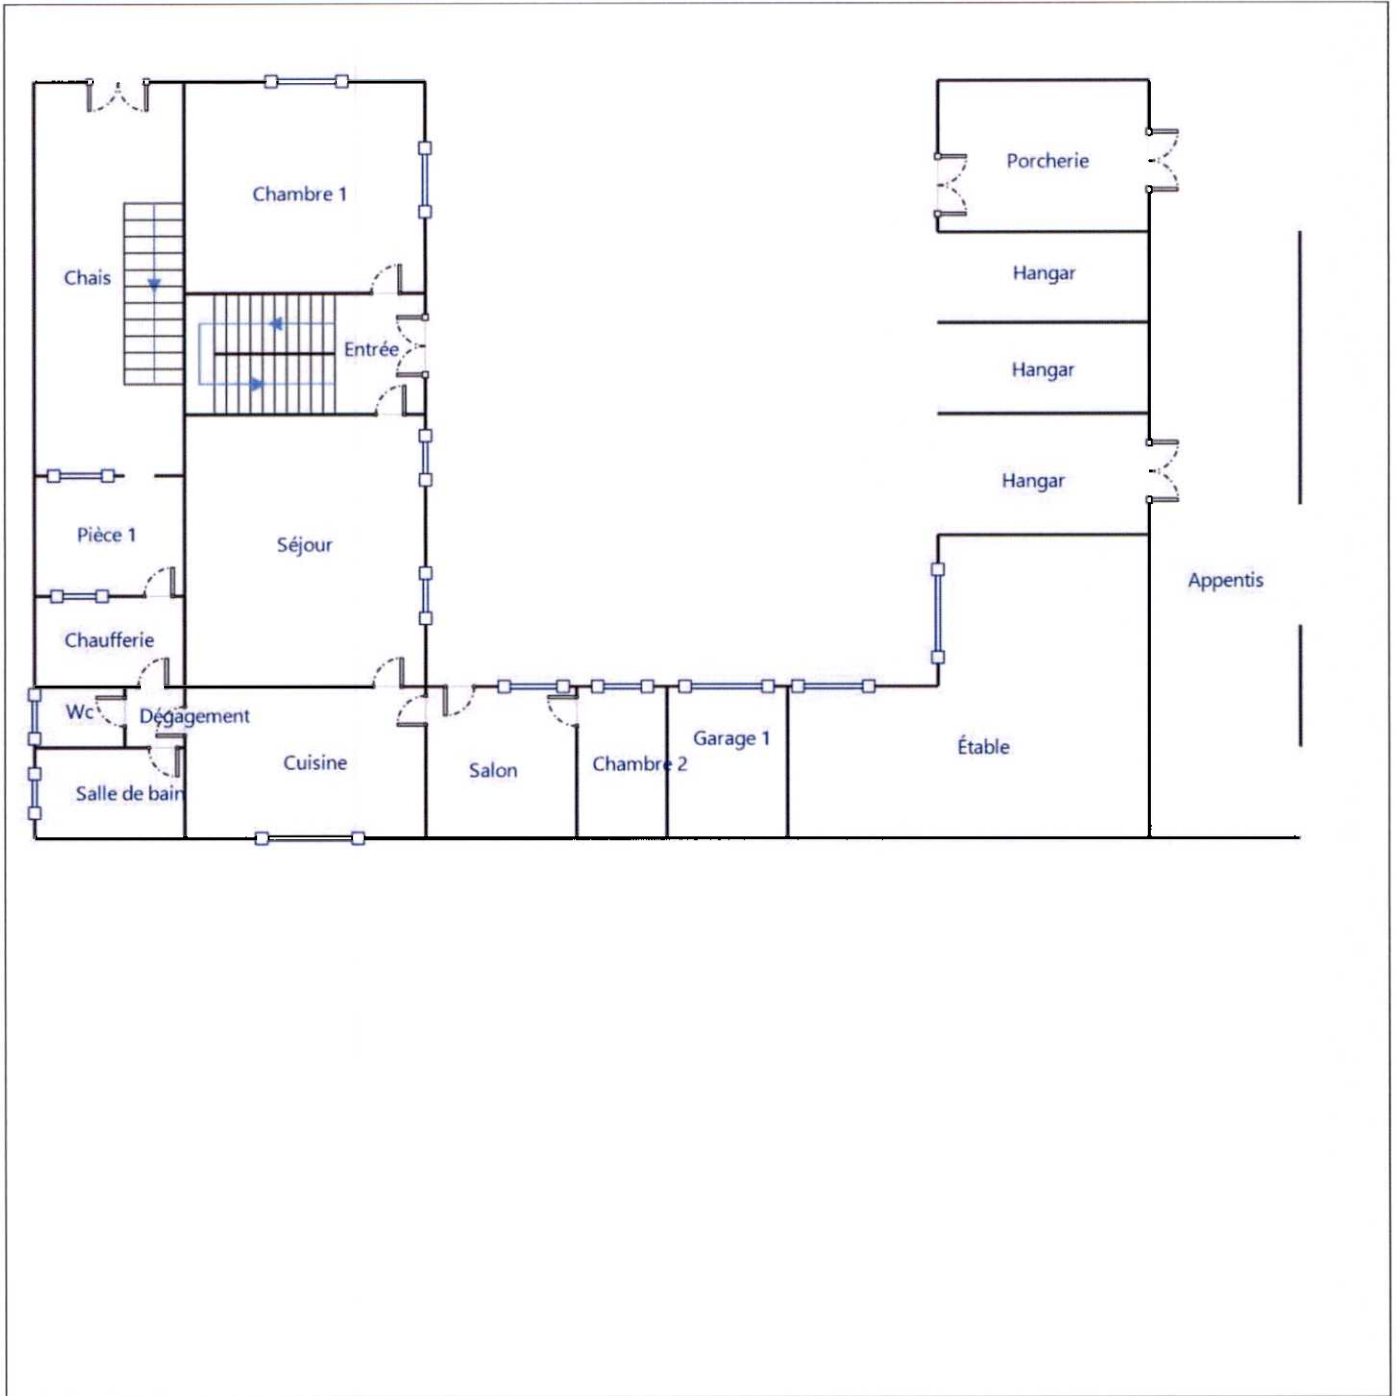 Porcherie
Chambre 1
Hangar
Chais
Entrée
Hangar
Hangar
Pièce 1
Séjour
Appentis
Chaufferie
Wc
Dégagement
Garage 1
Étable
Cuisine
Salon
Chambre 2
Salle de bain